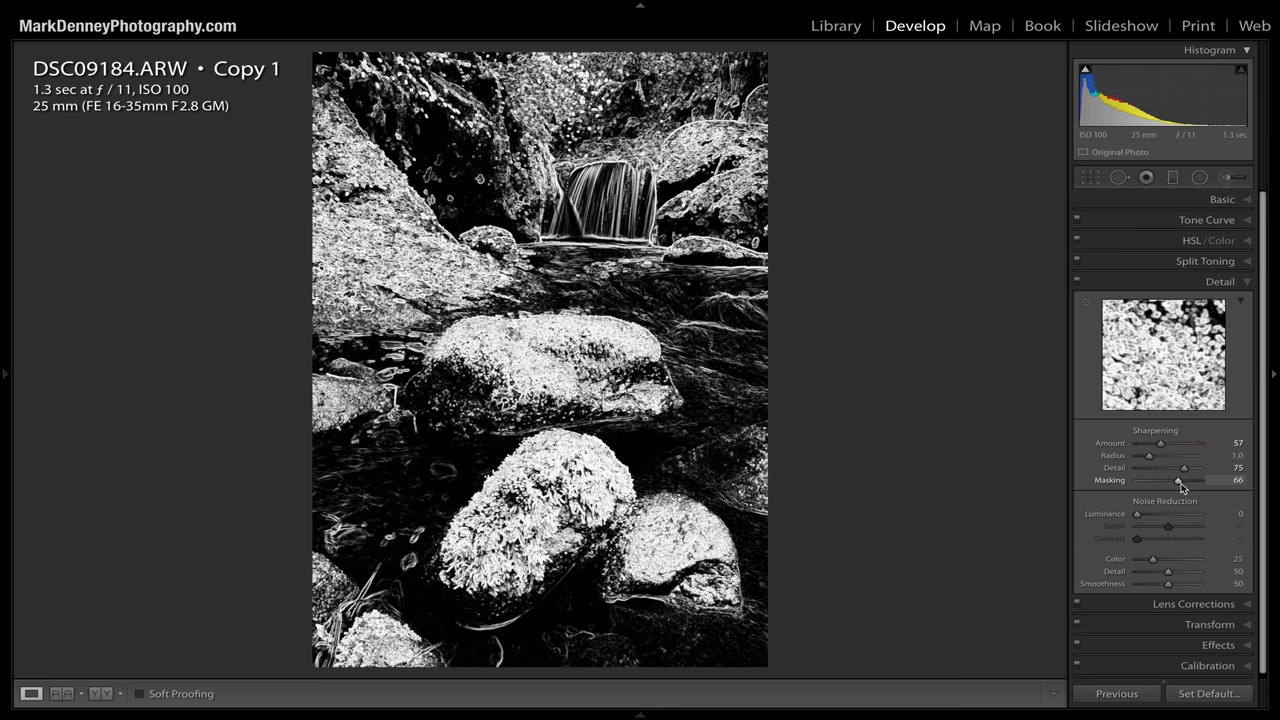 MarkDenneyPhotography.com
Library | Develop | Map | Book | Slideshow | Print | Web
Histogram
DSC09184.ARW • Copy 1
1.3 sec at ƒ / 11, ISO 100
25 mm (FE 16-35mm F2.8 GM)
ISO 100 25 mm ƒ / 11 1.3 sec
Original Photo
Basic
Tone Curve
HSL / Color
Split Toning
Detail
Sharpening
Amount 57
Radius 1.0
Detail 75
Masking 66
Noise Reduction
Luminance 0
Detail 50
Contrast 0
Color 25
Detail 50
Smoothness 50
Lens Corrections
Transform
Effects
Calibration
Soft Proofing
Previous Set Default...